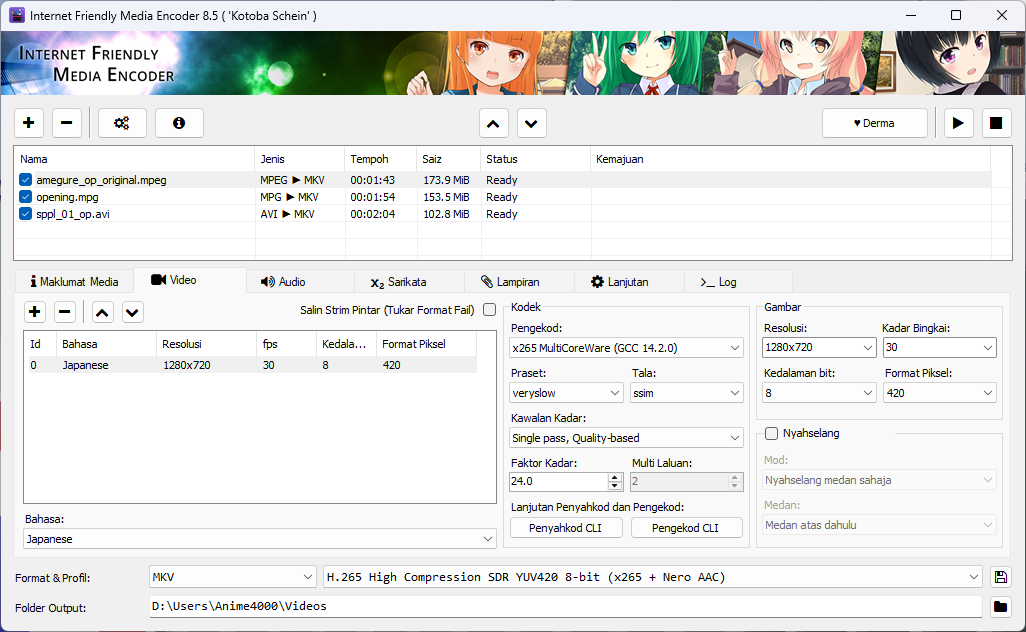 Internet Friendly Media Encoder 8.5 ( 'Kotoba Schein' )
INTERNET FRIENDLY
MEDIA ENCODER
♥ Derma
Nama Jenis Tempoh Saiz Status Kemajuan
amegure_op_original.mpeg MPEG ► MKV 00:01:43 173.9 MiB Ready
opening.mpg MPG ► MKV 00:01:54 153.5 MiB Ready
sppl_01_op.avi AVI ► MKV 00:02:04 102.8 MiB Ready
Maklumat Media Video Audio Sarikata Lampiran Lanjutan Log
Salin Strim Pintar (Tukar Format Fail)
Id Bahasa Resolusi fps Kedala... Format Piksel
0 Japanese 1280x720 30 8 420
Bahasa:
Japanese
Kodek
Pengekod:
x265 MultiCoreWare (GCC 14.2.0)
Praset: Tala:
veryslow ssim
Kawalan Kadar:
Single pass, Quality-based
Faktor Kadar: Multi Laluan:
24.0 2
Lanjutan Penyahkod dan Pengekod:
Penyahkod CLI Pengekod CLI
Gambar
Resolusi: Kadar Bingkai:
1280x720 30
Kedalaman bit: Format Piksel:
8 420
Nyahselang
Mod:
Nyahselang medan sahaja
Medan:
Medan atas dahulu
Format & Profil: MKV H.265 High Compression SDR YUV420 8-bit (x265 + Nero AAC)
Folder Output: D:\Users\Anime4000\Videos